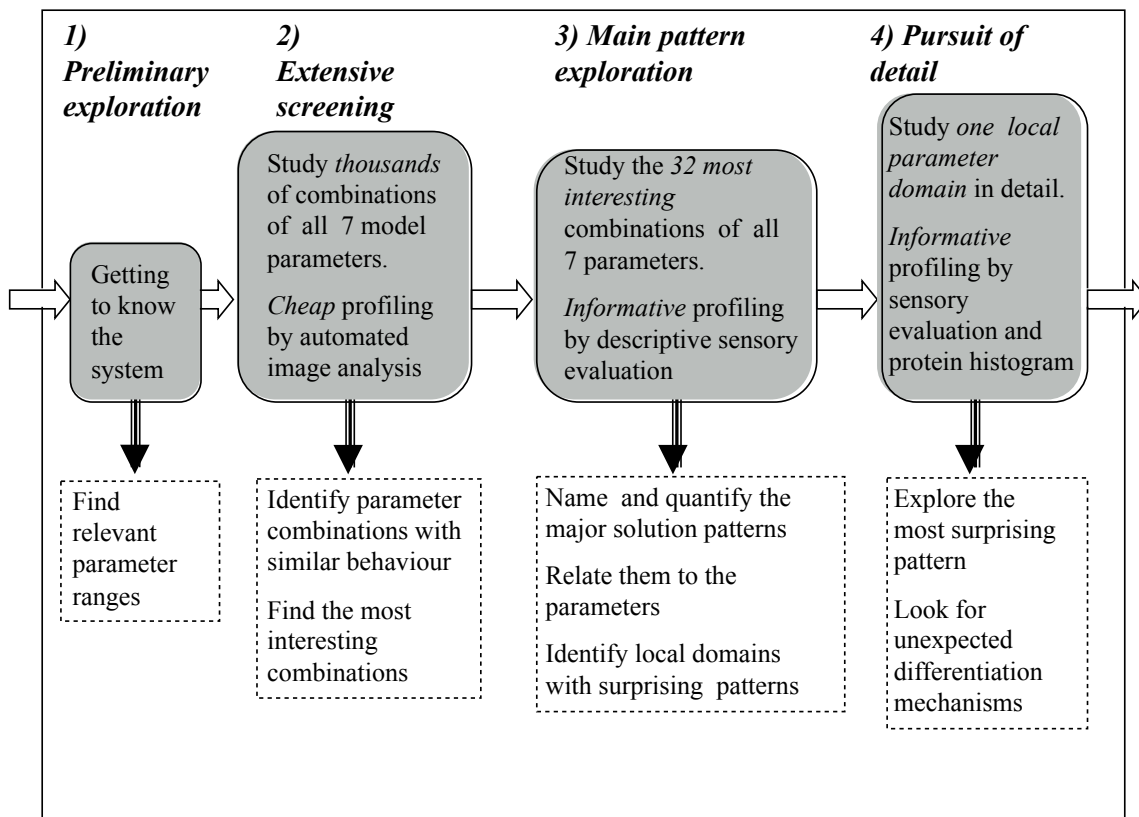 1)
Preliminary
exploration
Getting
to know
the
system
Find
relevant
parameter
ranges
2)
Extensive
screening
Study thousands
of combinations
of all 7 model
parameters.
Cheap profiling
by automated
image analysis
Identify parameter
combinations with
similar behaviour
Find the most
interesting
combinations
3) Main pattern
exploration
Study the 32 most
interesting
combinations of all
7 parameters.
Informative profiling
by descriptive sensory
evaluation
Name and quantify the
major solution patterns
Relate them to the
parameters
Identify local domains
with surprising patterns
4) Pursuit of
detail
Study one local
parameter
domain in detail.
Informative
profiling by
sensory
evaluation and
protein histogram
Explore the
most surprising
pattern
Look for
unexpected
differentiation
mechanisms